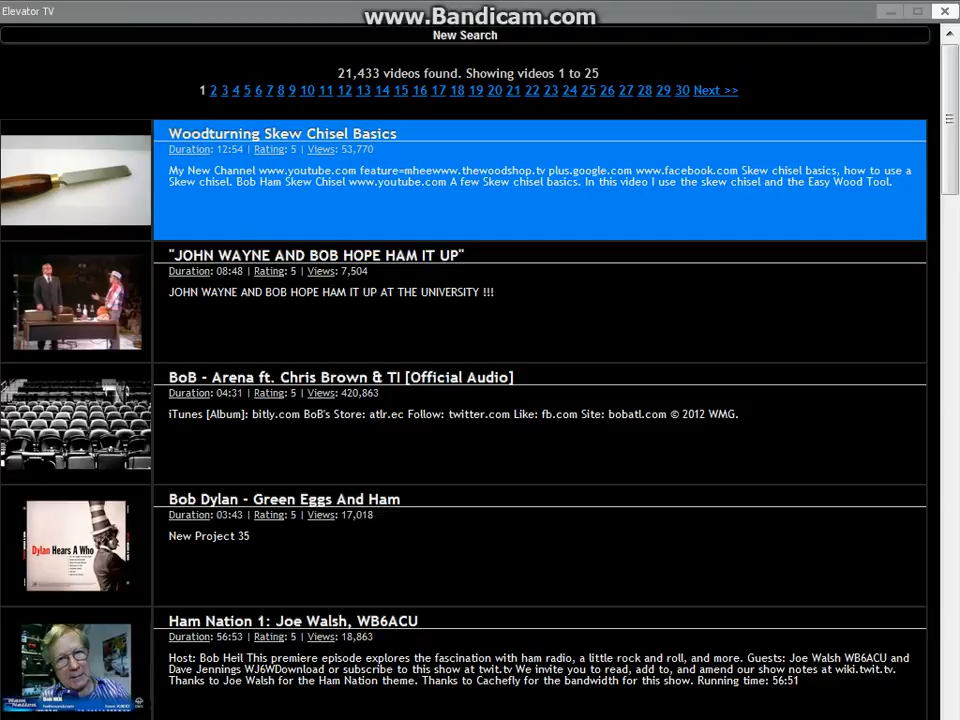 Elevator TV
www.Bandicam.com
New Search
21,433 videos found. Showing videos 1 to 25
1 2 3 4 5 6 7 8 9 10 11 12 13 14 15 16 17 18 19 20 21 22 23 24 25 26 27 28 29 30 Next >>
Woodturning Skew Chisel Basics
Duration: 12:54 | Rating: 5 | Views: 53,770
My New Channel www.youtube.com feature=mheewww.thewoodshop.tv plus.google.com www.facebook.com Skew chisel basics, how to use a
Skew chisel. Bob Ham Skew Chisel www.youtube.com A few Skew chisel basics. In this video I use the skew chisel and the Easy Wood Tool.
"JOHN WAYNE AND BOB HOPE HAM IT UP"
Duration: 08:48 | Rating: 5 | Views: 7,504
JOHN WAYNE AND BOB HOPE HAM IT UP AT THE UNIVERSITY !!!
BoB - Arena ft. Chris Brown & TI [Official Audio]
Duration: 04:31 | Rating: 5 | Views: 420,863
iTunes [Album]: bitly.com BoB's Store: atlr.ec Follow: twitter.com Like: fb.com Site: bobatl.com © 2012 WMG.
Bob Dylan - Green Eggs And Ham
Duration: 03:43 | Rating: 5 | Views: 17,018
New Project 35
Dylan Hears A Who
Ham Nation 1: Joe Walsh, WB6ACU
Duration: 56:53 | Rating: 5 | Views: 18,863
Host: Bob Heil This premiere episode explores the fascination with ham radio, a little rock and roll, and more. Guests: Joe Walsh WB6ACU and
Dave Jennings WJ6WDownload or subscribe to this show at twit.tv We invite you to read, add to, and amend our show notes at wiki.twit.tv.
Thanks to Joe Walsh for the Ham Nation theme. Thanks to Cachefly for the bandwidth for this show. Running time: 56:51